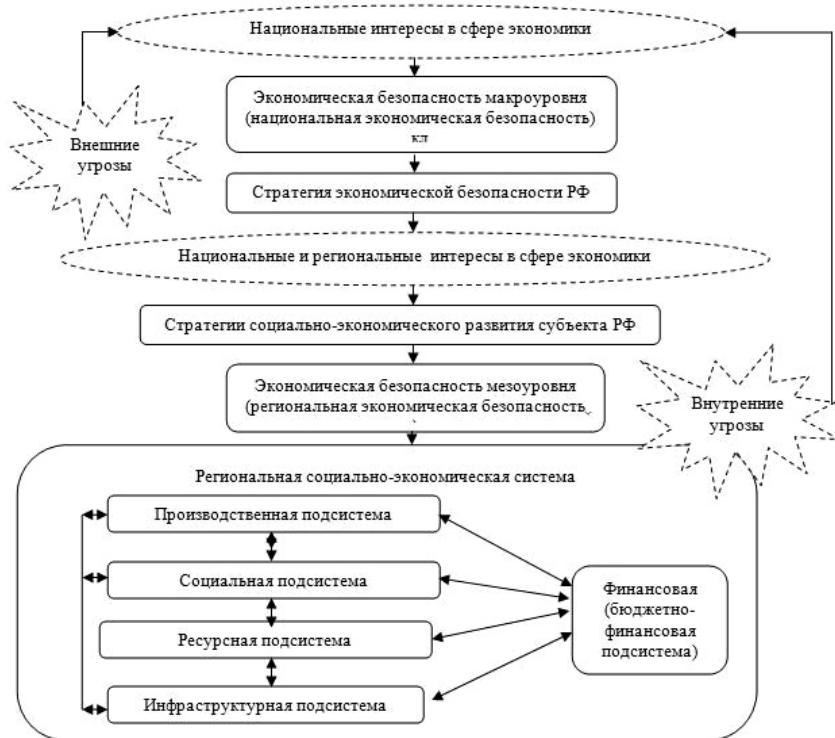 Национальные интересы в сфере экономики
Экономическая безопасность макроуровня
(национальная экономическая безопасность)
кл
Внешние
угрозы
Стратегия экономической безопасности РФ
Национальные и региональные интересы в сфере экономики
Стратегии социально-экономического развития субъекта РФ
Экономическая безопасность мезоуровня
(региональная экономическая безопасность
Внутренние
угрозы
Региональная социально-экономическая система
Производственная подсистема
Социальная подсистема
Ресурсная подсистема
Инфраструктурная подсистема
Финансовая
(бюджетно-
финансовая
подсистема)